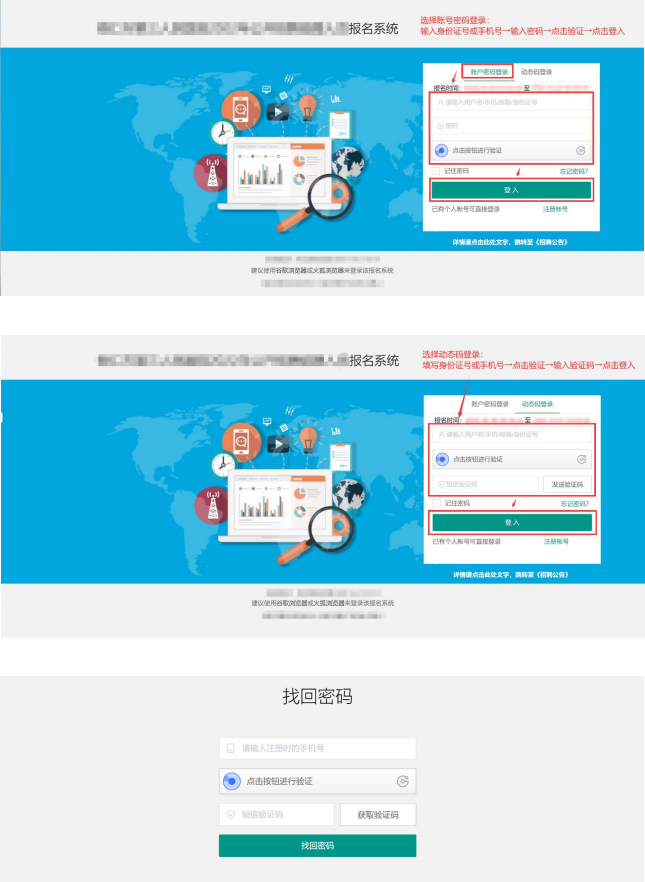 报名系统
选择账号密码登录：
输入身份证号或手机号→输入密码→点击验证→点击登入
账户密码登录 动态码登录
报名时间： 至
请输入用户名/手机/邮箱/身份证号
密码
点击按钮进行验证
记住密码 忘记密码?
登 入
已有个人账号可直接登录 注册账号
详情请点击此处文字，跳转至《招聘公告》
建议使用谷歌浏览器或火狐浏览器来登录该报名系统
报名系统
选择动态码登录：
填写身份证号或手机号→点击验证→输入验证码→点击登入
账户密码登录 动态码登录
报名时间： 至
请输入用户名/手机/邮箱/身份证号
点击按钮进行验证
短信验证码 发送验证码
记住密码 忘记密码?
登 入
已有个人账号可直接登录 注册账号
详情请点击此处文字，跳转至《招聘公告》
建议使用谷歌浏览器或火狐浏览器来登录该报名系统
找回密码
请输入注册时的手机号
点击按钮进行验证
短信验证码 获取验证码
找回密码